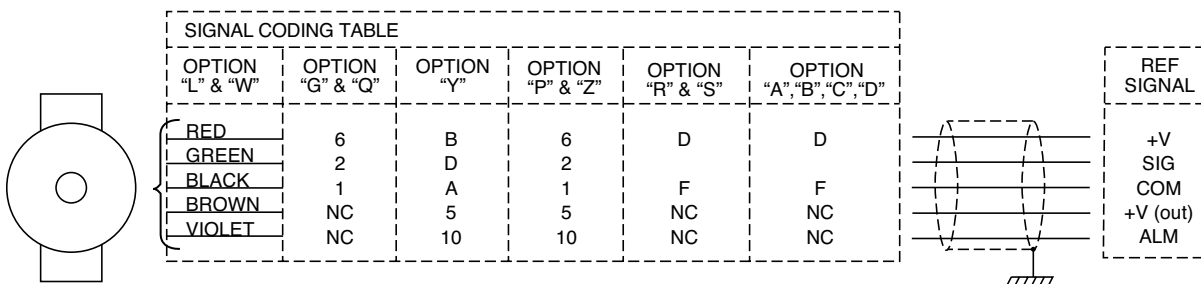 SIGNAL CODING TABLE
OPTION OPTION OPTION OPTION OPTION OPTION REF
“L” & “W” “G” & “Q” “Y” “P” & “Z” “R” & “S” “A”,“B”,“C”,“D” SIGNAL
RED 6 B 6 D D +V
GREEN 2 D 2 SIG
BLACK 1 A 1 F F COM
BROWN NC 5 5 NC NC +V (out)
VIOLET NC 10 10 NC NC ALM